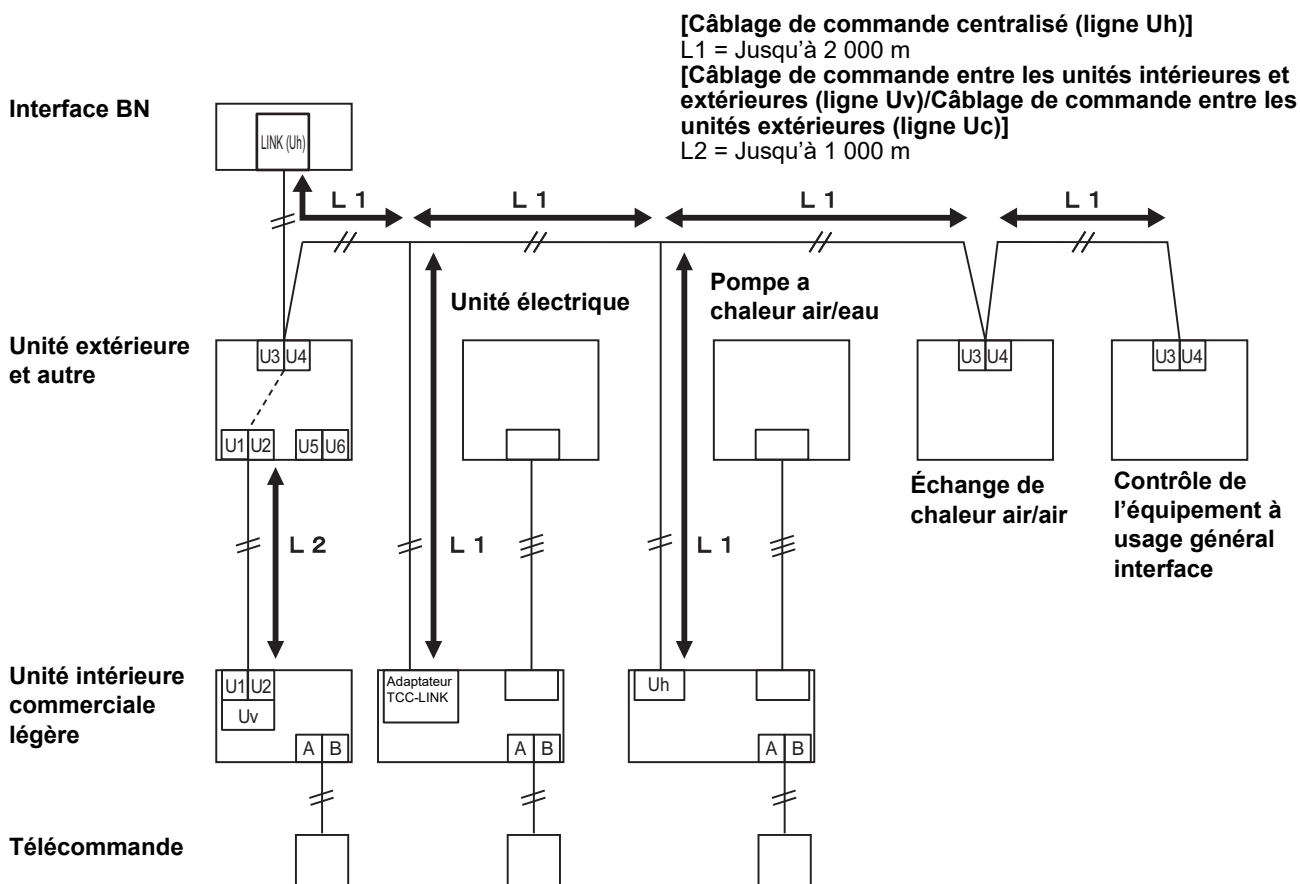 [Câblage de commande centralisé (ligne Uh)]
L1 = Jusqu’à 2 000 m
[Câblage de commande entre les unités intérieures et
extérieures (ligne Uv)/Câblage de commande entre les
unités extérieures (ligne Uc)]
L2 = Jusqu’à 1 000 m
Interface BN
LINK (Uh)
L 1
L 1
L 1
L 1
Unité électrique
Pompe a
chaleur air/eau
Unité extérieure
et autre
U3 U4
U1 U2
U5 U6
U3 U4
U3 U4
Échange de
chaleur air/air
Contrôle de
l’équipement à
usage général
interface
L 2
L 1
L 1
Unité intérieure
commerciale
légère
U1 U2
Uv
A B
Adaptateur
TCC-LINK
A B
Uh
A B
Télécommande